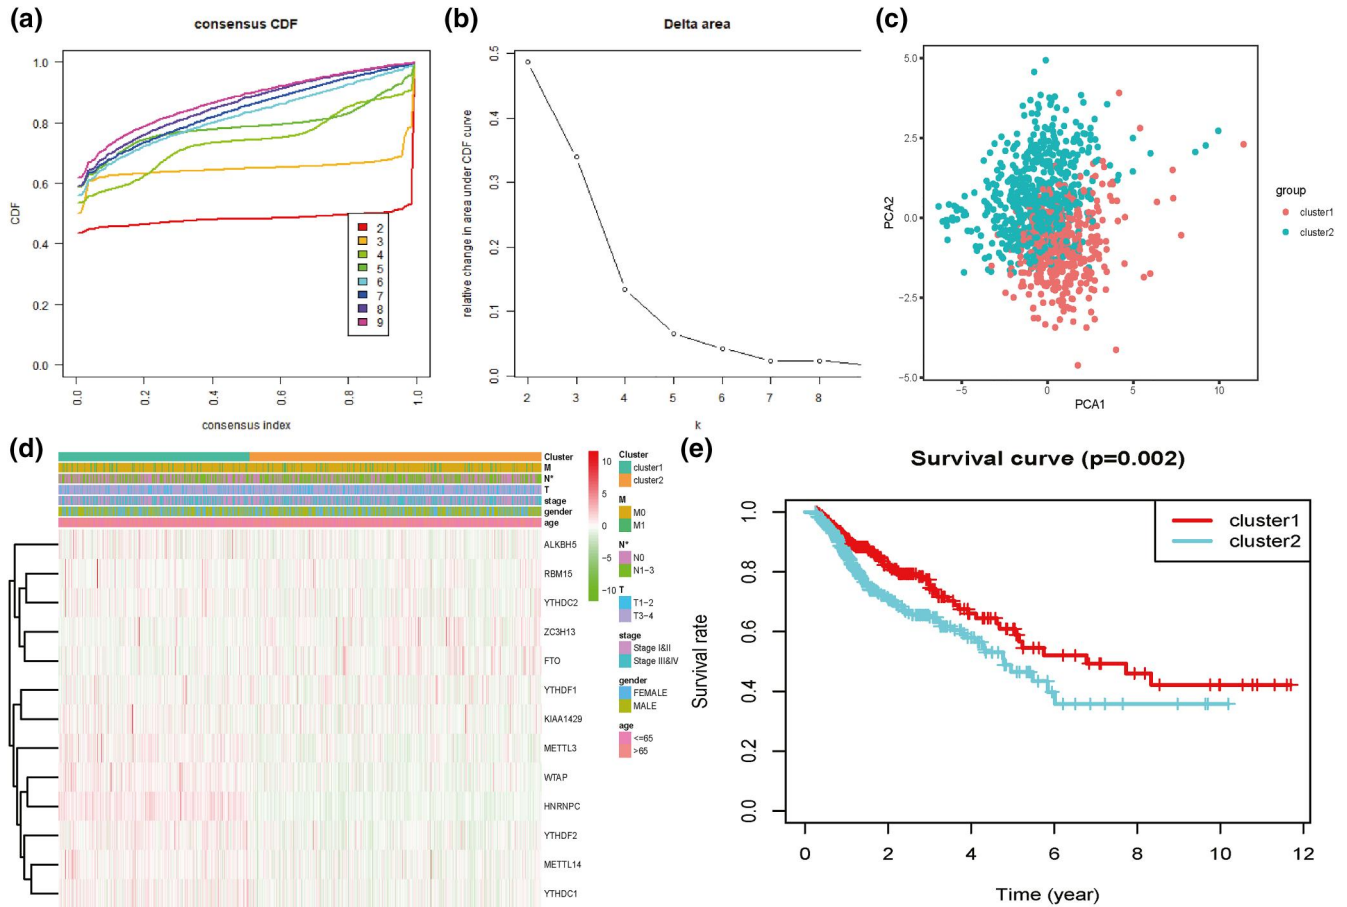 (a)
consensus CDF
1.0
0.8
0.6
0.4
0.2
0.0
CDF
2
3
4
5
6
7
8
9
0.0
0.2
0.4
0.6
0.8
1.0
consensus index
(b)
Delta area
0.5
0.4
0.3
0.2
0.1
0.0
relative change in area under CDF curve
2
3
4
5
6
7
8
k
(c)
5.0
2.5
0.0
−2.5
−5.0
PCA2
−5
0
5
10
PCA1
group
cluster1
cluster2
(d)
Cluster
M
N*
T
stage
gender
age
ALKBH5
RBM15
YTHDC2
ZC3H13
FTO
YTHDF1
KIAA1429
METTL3
WTAP
HNRNPC
YTHDF2
METTL14
YTHDC1
10
5
0
−5
−10
Cluster
cluster1
cluster2
M
M0
M1
N*
N0
N1−3
T
T1−2
T3−4
stage
Stage I&II
Stage III&IV
gender
FEMALE
MALE
age
<=65
>65
(e)
Survival curve (p=0.002)
cluster1
cluster2
1.0
0.8
0.6
0.4
0.2
0.0
Survival rate
0
2
4
6
8
10
12
Time (year)